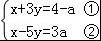 x+3y=4-a ①
x-5y=3a ②